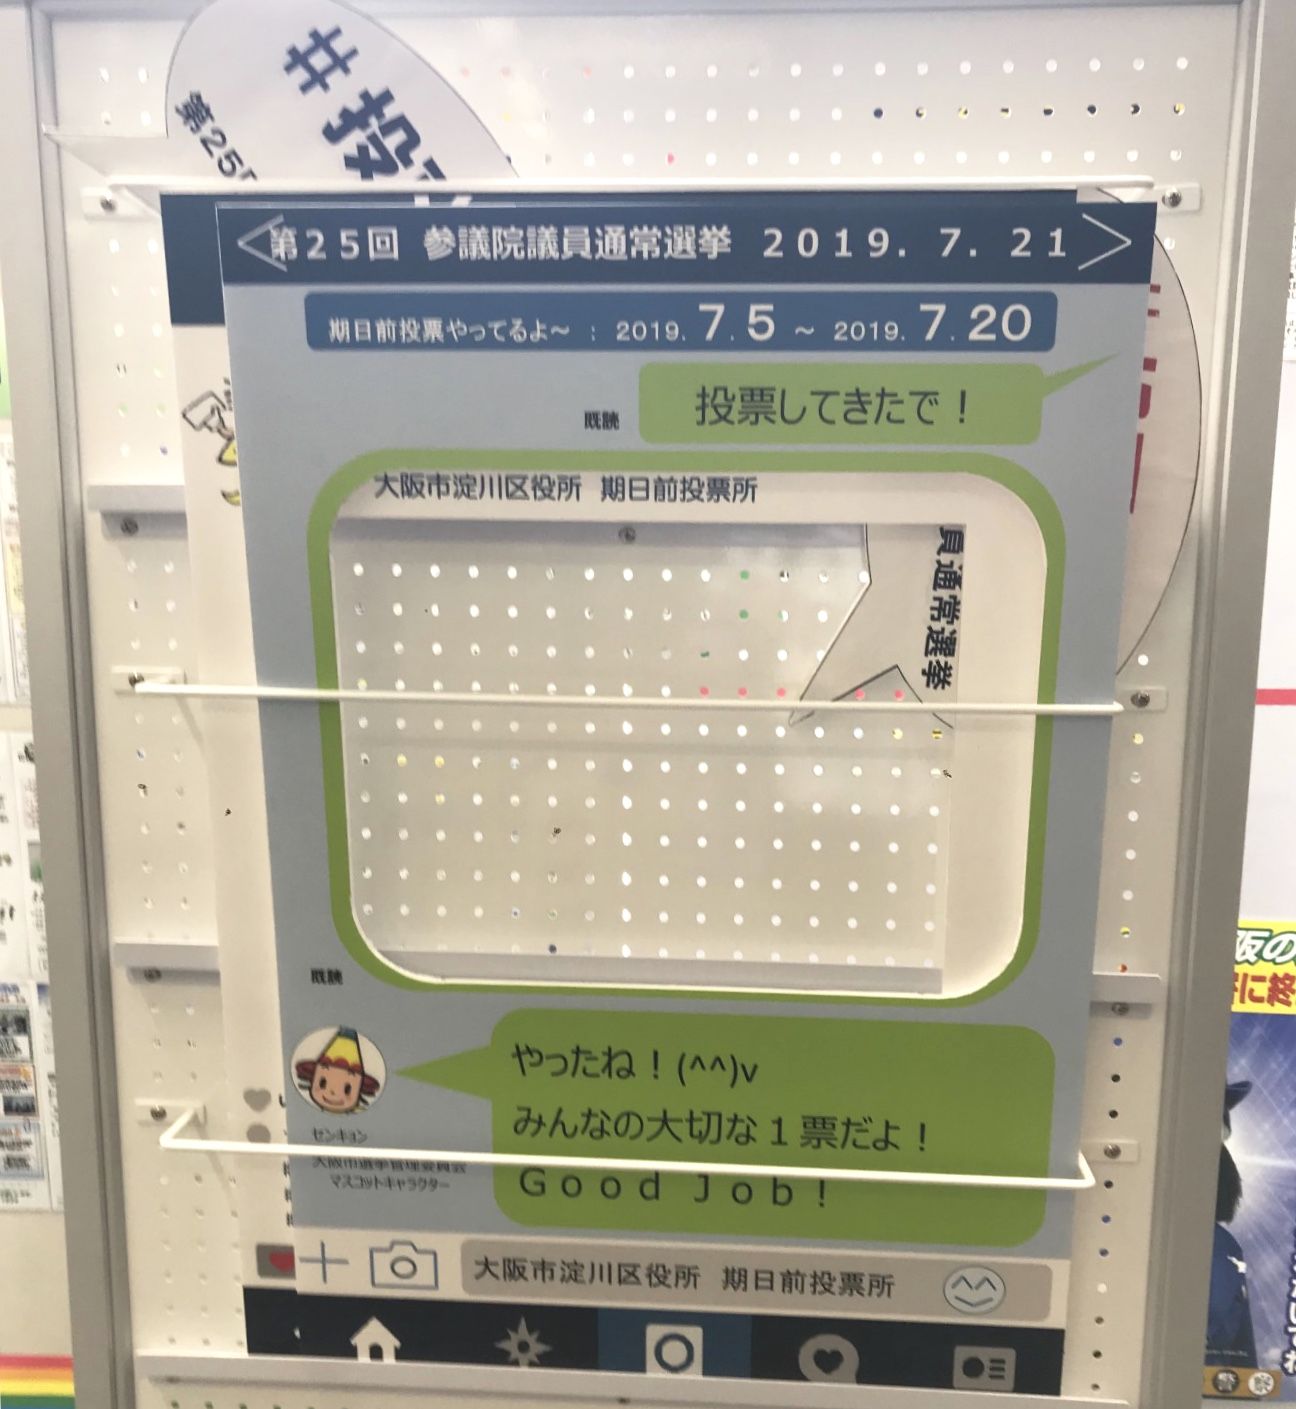 #投
第25
第25回 参議院議員通常選挙 2019. 7. 21
期日前投票やってるよ～ : 2019. 7. 5 ～ 2019. 7. 20
投票してきたで！
既読
大阪市淀川区役所 期日前投票所
員通常選挙
既読
やったね！(^^)v
みんなの大切な1票だよ！
Good Job！
センキョン
大阪市選挙管理委員会
マスコットキャラクター
大阪市淀川区役所 期日前投票所
阪の